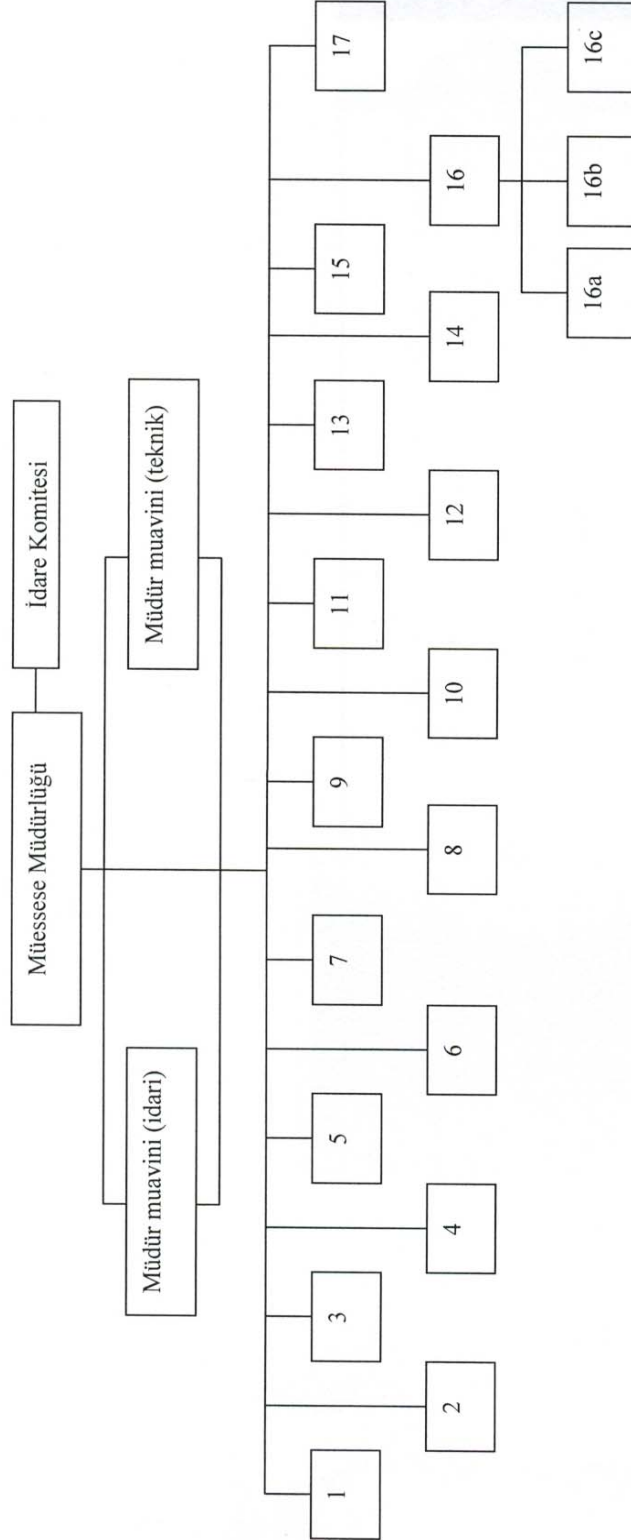 Müessese Müdürlüğü
İdare Komitesi
Müdür muavini (idari)
Müdür muavini (teknik)
1
3
5
7
9
11
13
15
17
2
4
6
8
10
12
14
16
16a
16b
16c